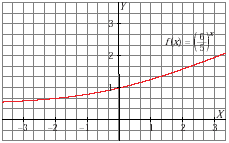 Y
3
f(x) = (6/5)^x
2
1
X
-3 -2 -1 1 2 3